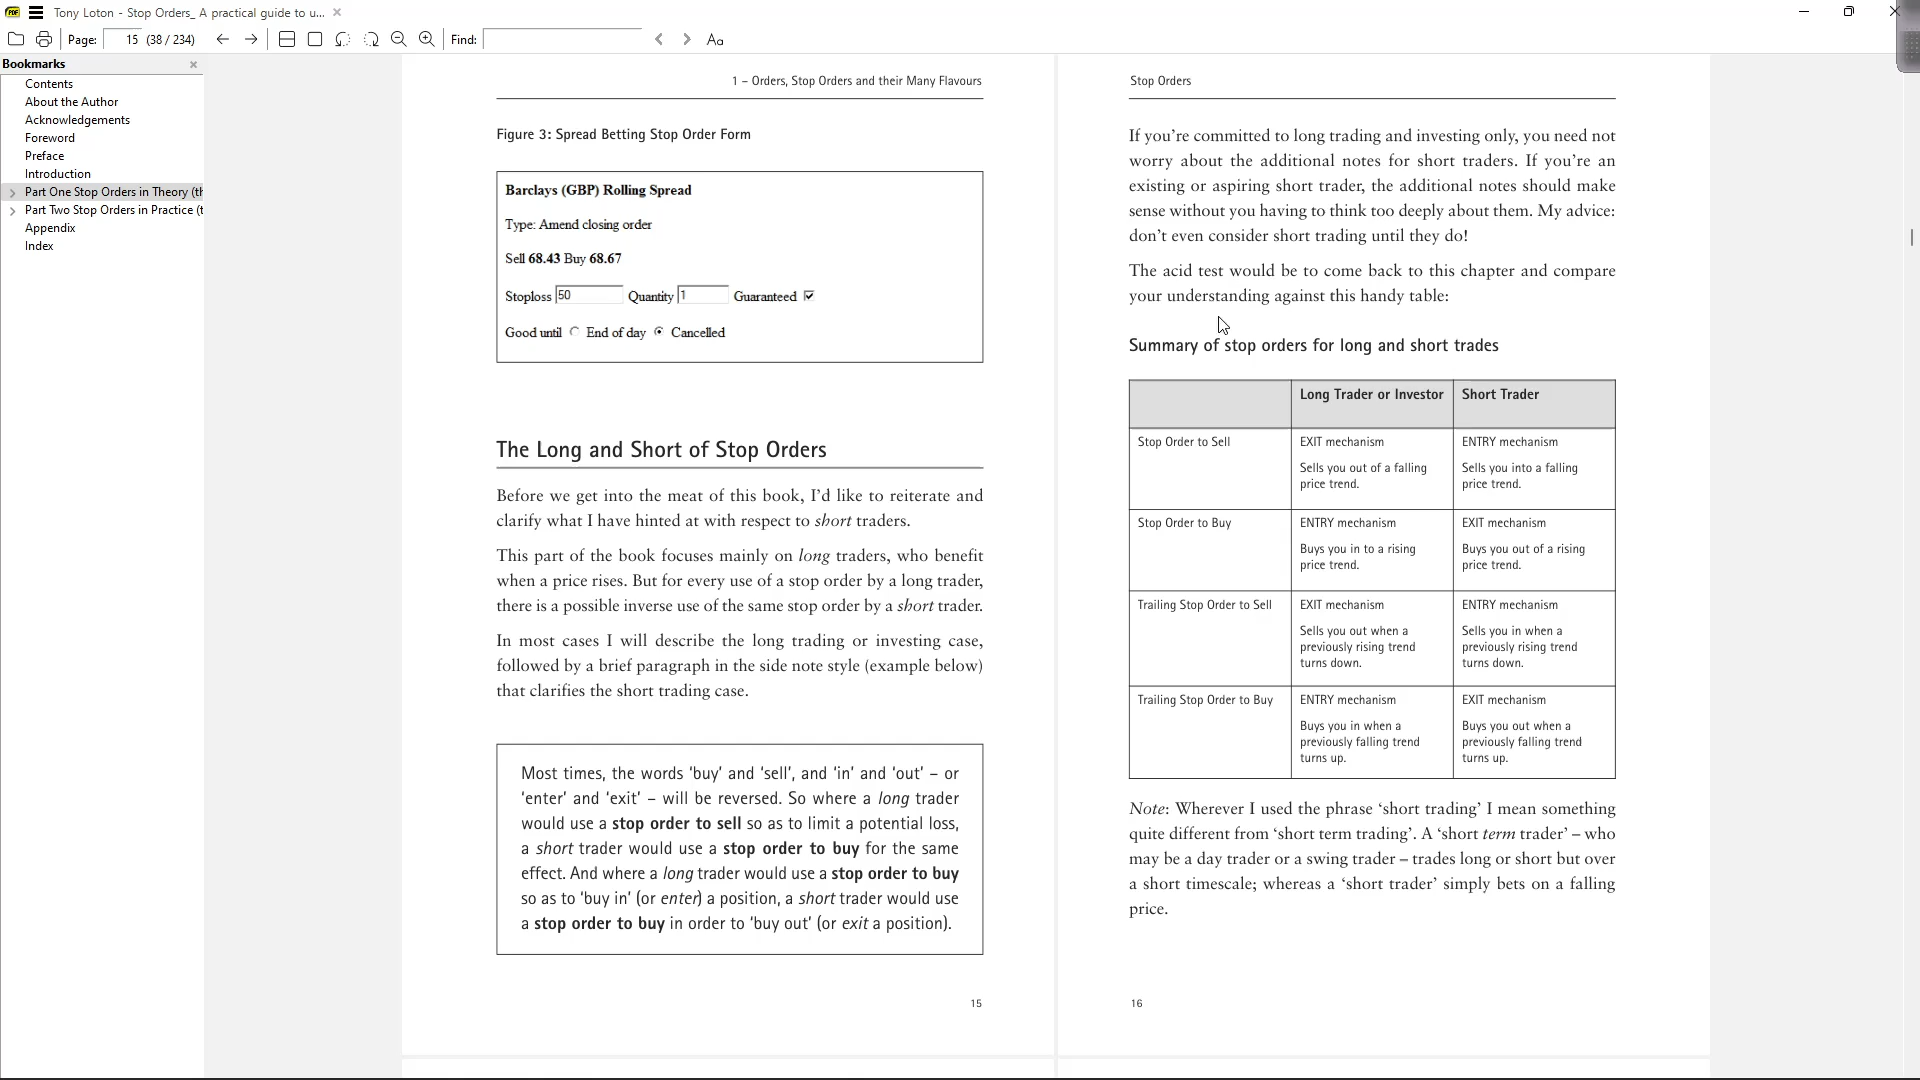 Tony Loton - Stop Orders_ A practical guide to u...
Page: 15 (38 / 234)
Find:
Aa
Bookmarks
Contents
About the Author
Acknowledgements
Foreword
Preface
Introduction
Part One Stop Orders in Theory (th
Part Two Stop Orders in Practice (t
Appendix
Index
1 – Orders, Stop Orders and their Many Flavours
Figure 3: Spread Betting Stop Order Form
Barclays (GBP) Rolling Spread
Type: Amend closing order
Sell 68.43 Buy 68.67
Stoploss 50 Quantity 1 Guaranteed
Good until End of day Cancelled
The Long and Short of Stop Orders
Before we get into the meat of this book, I’d like to reiterate and
clarify what I have hinted at with respect to short traders.
This part of the book focuses mainly on long traders, who benefit
when a price rises. But for every use of a stop order by a long trader,
there is a possible inverse use of the same stop order by a short trader.
In most cases I will describe the long trading or investing case,
followed by a brief paragraph in the side note style (example below)
that clarifies the short trading case.
Most times, the words ‘buy’ and ‘sell’, and ‘in’ and ‘out’ – or
‘enter’ and ‘exit’ – will be reversed. So where a long trader
would use a stop order to sell so as to limit a potential loss,
a short trader would use a stop order to buy for the same
effect. And where a long trader would use a stop order to buy
so as to ‘buy in’ (or enter) a position, a short trader would use
a stop order to buy in order to ‘buy out’ (or exit a position).
15
Stop Orders
If you’re committed to long trading and investing only, you need not
worry about the additional notes for short traders. If you’re an
existing or aspiring short trader, the additional notes should make
sense without you having to think too deeply about them. My advice:
don’t even consider short trading until they do!
The acid test would be to come back to this chapter and compare
your understanding against this handy table:
Summary of stop orders for long and short trades
Long Trader or Investor Short Trader
Stop Order to Sell EXIT mechanism ENTRY mechanism
Sells you out of a falling Sells you into a falling
price trend. price trend.
Stop Order to Buy ENTRY mechanism EXIT mechanism
Buys you in to a rising Buys you out of a rising
price trend. price trend.
Trailing Stop Order to Sell EXIT mechanism ENTRY mechanism
Sells you out when a Sells you in when a
previously rising trend previously rising trend
turns down. turns down.
Trailing Stop Order to Buy ENTRY mechanism EXIT mechanism
Buys you in when a Buys you out when a
previously falling trend previously falling trend
turns up. turns up.
Note: Wherever I used the phrase ‘short trading’ I mean something
quite different from ‘short term trading’. A ‘short term trader’ – who
may be a day trader or a swing trader – trades long or short but over
a short timescale; whereas a ‘short trader’ simply bets on a falling
price.
16